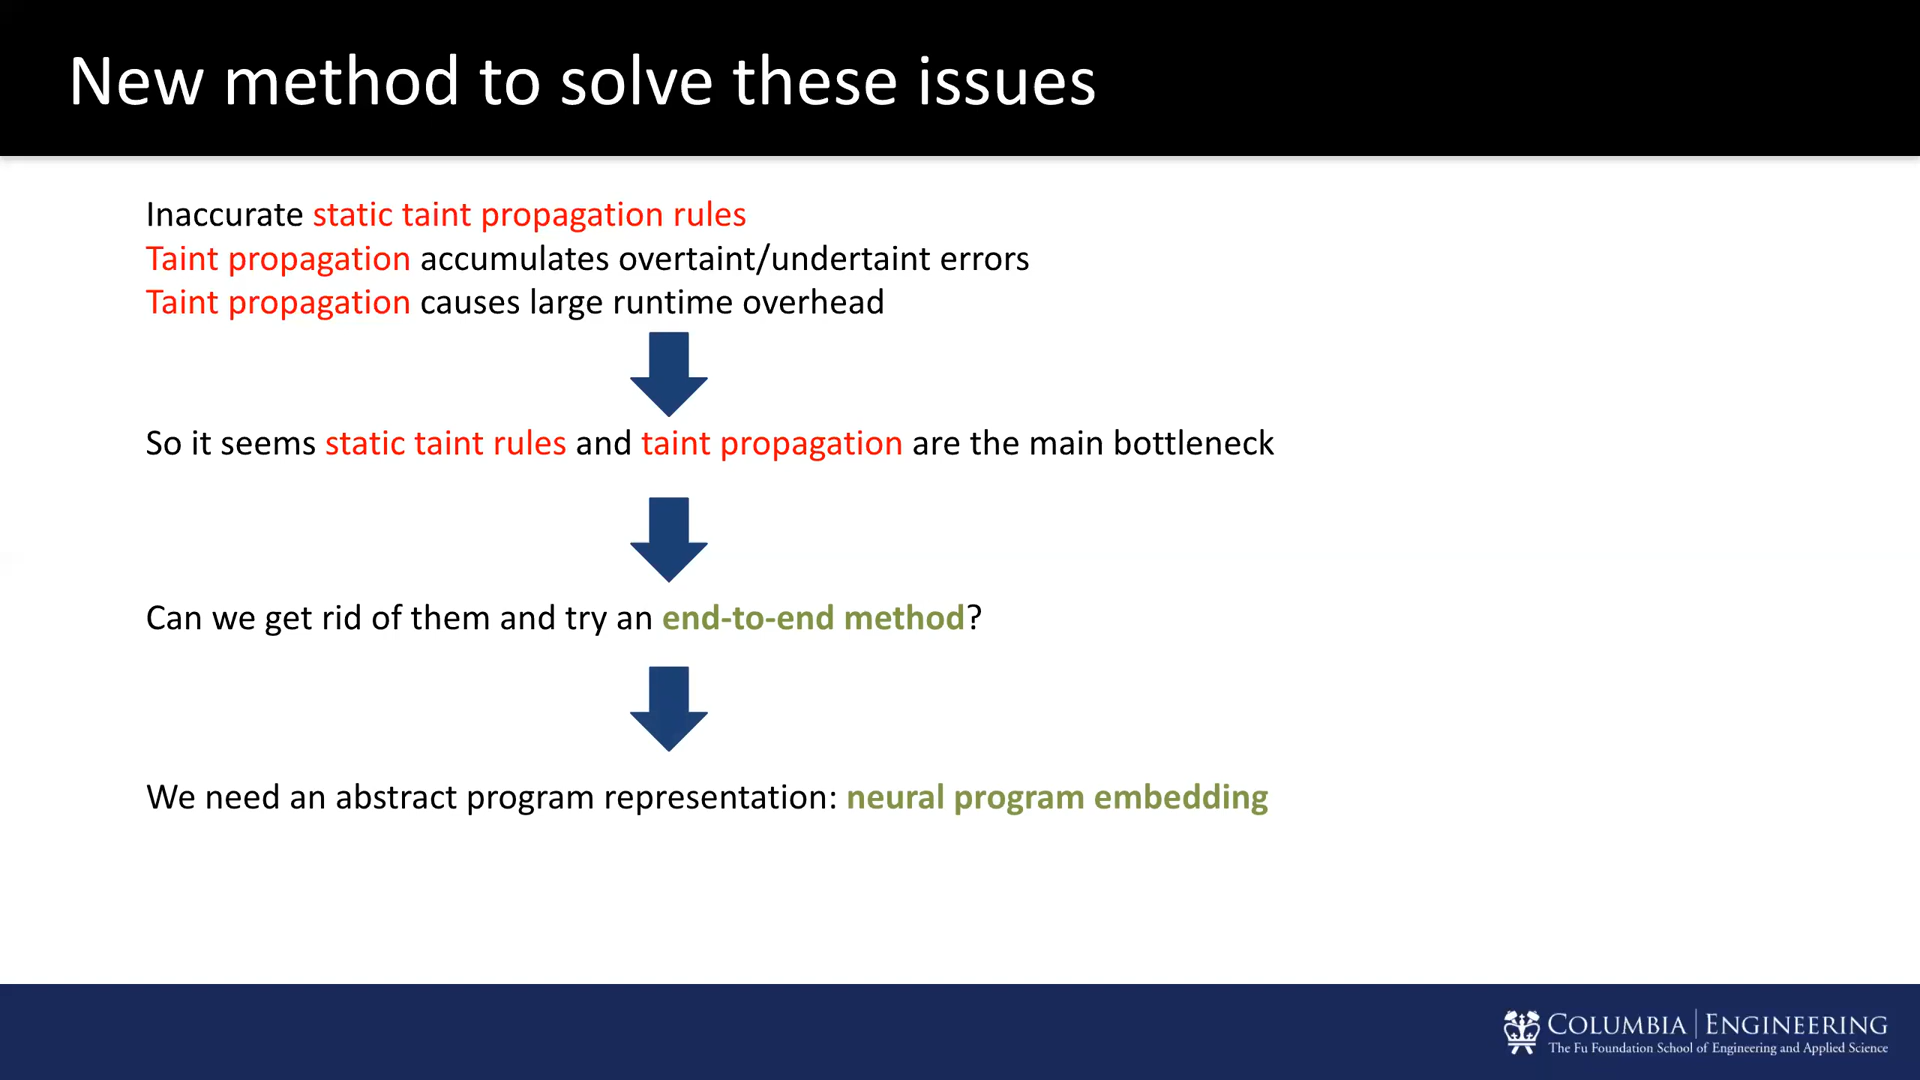 New method to solve these issues
Inaccurate static taint propagation rules
Taint propagation accumulates overtaint/undertaint errors
Taint propagation causes large runtime overhead
So it seems static taint rules and taint propagation are the main bottleneck
Can we get rid of them and try an end-to-end method?
We need an abstract program representation: neural program embedding
COLUMBIA | ENGINEERING
The Fu Foundation School of Engineering and Applied Science